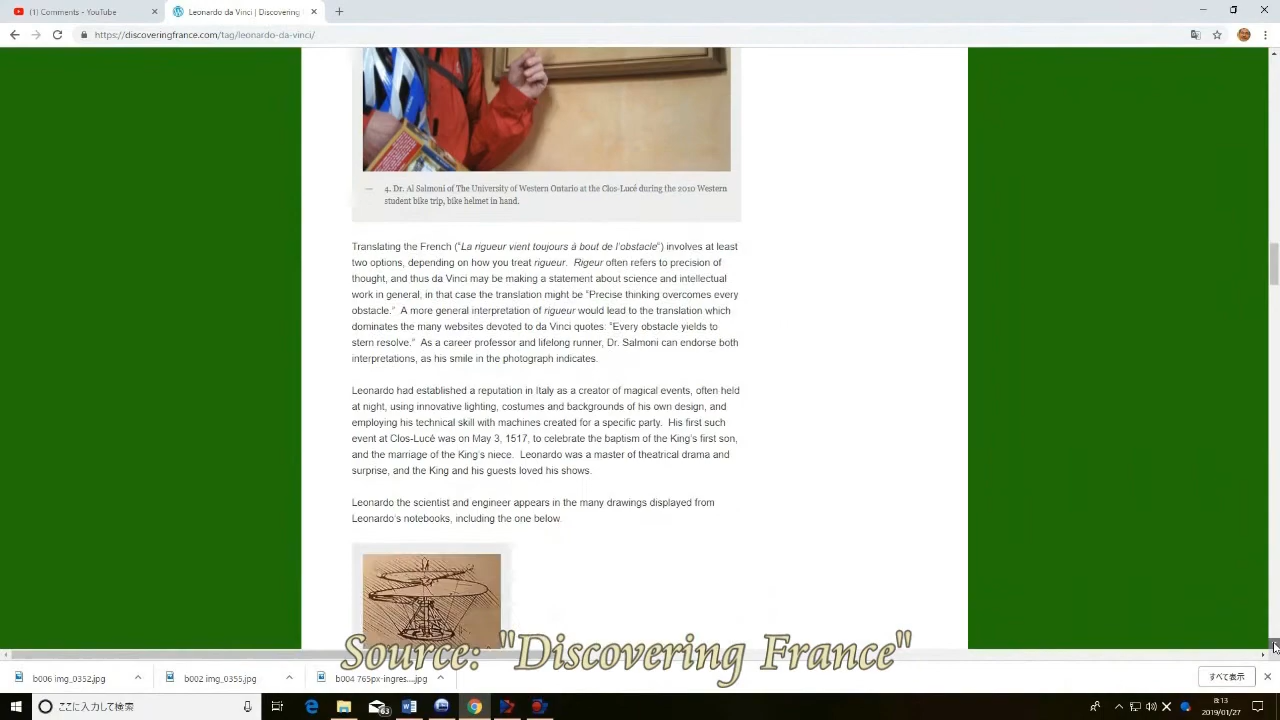 (1) Comments - YouTube
Leonardo da Vinci | Discovering
https://discoveringfrance.com/tag/leonardo-da-vinci/
— 4. Dr. Al Salmoni of The University of Western Ontario at the Clos-Lucé during the 2010 Western
student bike trip, bike helmet in hand.
Translating the French ("La rigueur vient toujours à bout de l'obstacle") involves at least
two options, depending on how you treat rigueur. Rigeur often refers to precision of
thought, and thus da Vinci may be making a statement about science and intellectual
work in general; in that case the translation might be "Precise thinking overcomes every
obstacle." A more general interpretation of rigueur would lead to the translation which
dominates the many websites devoted to da Vinci quotes: "Every obstacle yields to
stern resolve." As a career professor and lifelong runner, Dr. Salmoni can endorse both
interpretations, as his smile in the photograph indicates.
Leonardo had established a reputation in Italy as a creator of magical events, often held
at night, using innovative lighting, costumes and backgrounds of his own design, and
employing his technical skill with machines created for a specific party. His first such
event at Clos-Lucé was on May 3, 1517, to celebrate the baptism of the King's first son,
and the marriage of the King's niece. Leonardo was a master of theatrical drama and
surprise, and the King and his guests loved his shows.
Leonardo the scientist and engineer appears in the many drawings displayed from
Leonardo's notebooks, including the one below.
Source: "Discovering France"
b006 img_0352.jpg
b002 img_0355.jpg
b004 765px-ingres....jpg
すべて表示
ここに入力して検索
63
8:13
2019/01/27